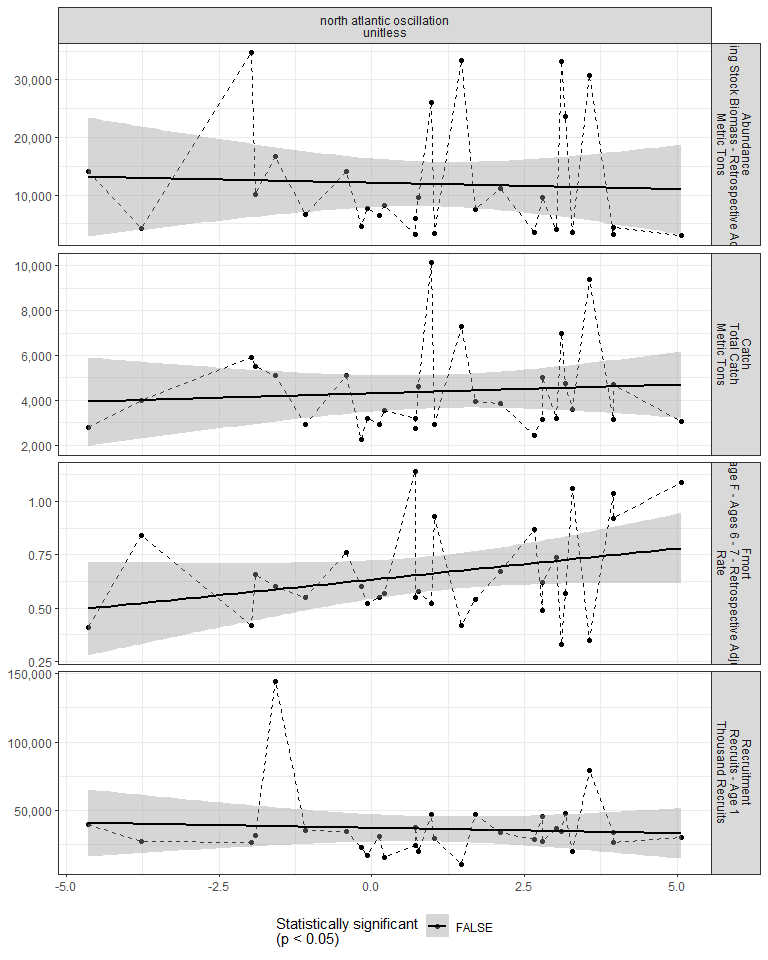 north atlantic oscillation
unitless
30,000
20,000
10,000
Abundance
ing Stock Biomass - Retrospective Ad
Metric Tons
10,000
8,000
6,000
4,000
2,000
Catch
Total Catch
Metric Tons
1.00
0.75
0.50
0.25
Fmort
age F - Ages 6 - 7 - Retrospective Adju
Rate
150,000
100,000
50,000
Recruitment
Recruits - Age 1
Thousand Recruits
-5.0
-2.5
0.0
2.5
5.0
Statistically significant
(p < 0.05)
FALSE